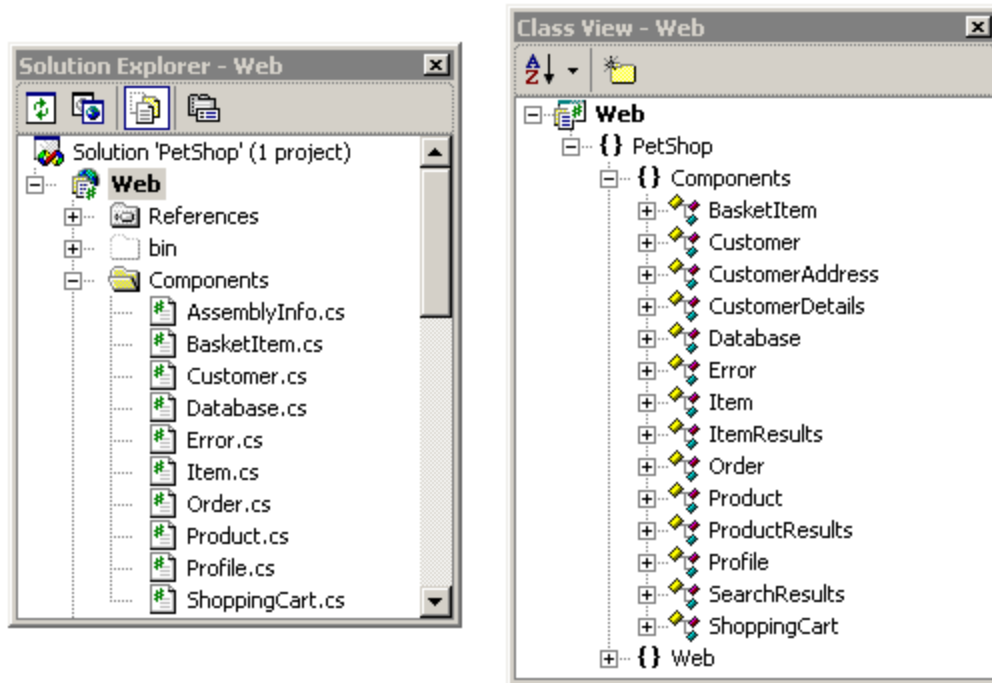 Solution Explorer - Web
Solution 'PetShop' (1 project)
Web
References
bin
Components
AssemblyInfo.cs
BasketItem.cs
Customer.cs
Database.cs
Error.cs
Item.cs
Order.cs
Product.cs
Profile.cs
ShoppingCart.cs
Class View - Web
AZ
Web
{} PetShop
{} Components
BasketItem
Customer
CustomerAddress
CustomerDetails
Database
Error
Item
ItemResults
Order
Product
ProductResults
Profile
SearchResults
ShoppingCart
{} Web